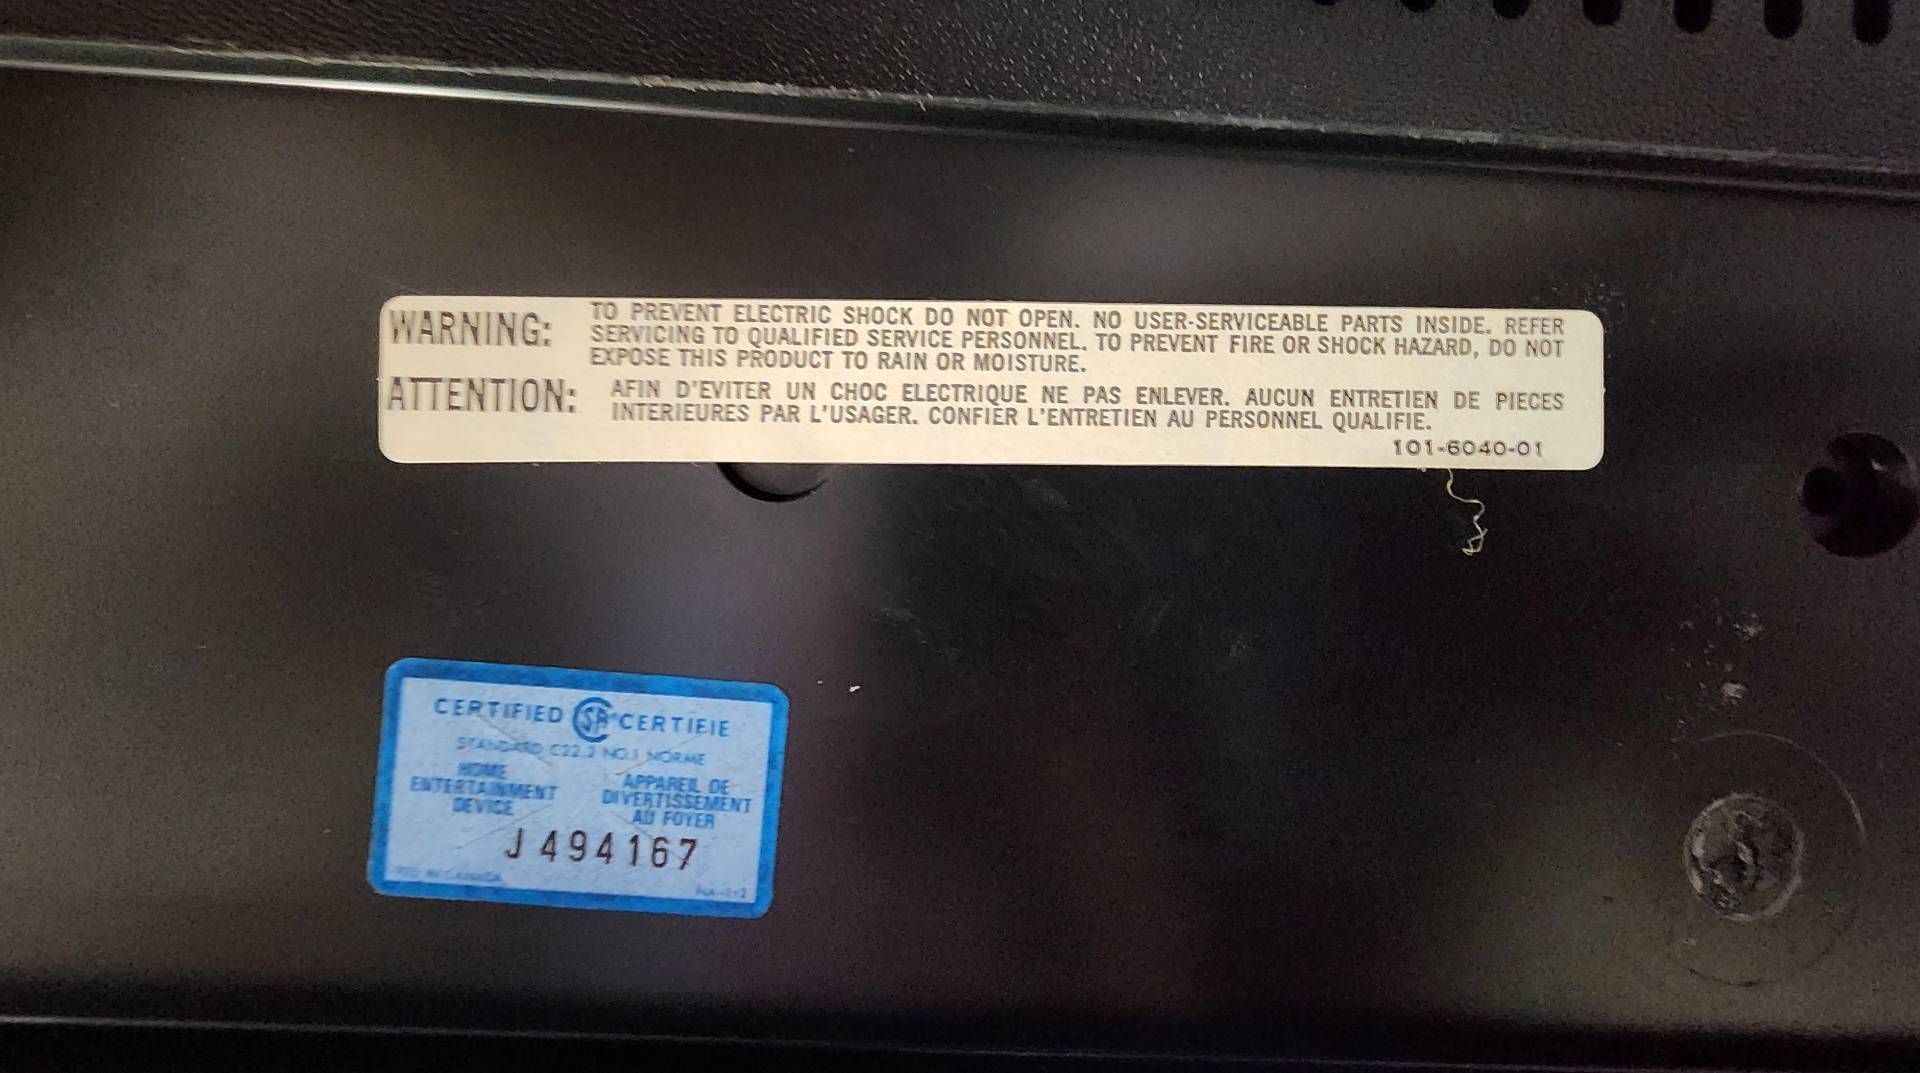 WARNING: TO PREVENT ELECTRIC SHOCK DO NOT OPEN. NO USER-SERVICEABLE PARTS INSIDE. REFER
SERVICING TO QUALIFIED SERVICE PERSONNEL. TO PREVENT FIRE OR SHOCK HAZARD, DO NOT
EXPOSE THIS PRODUCT TO RAIN OR MOISTURE.
ATTENTION: AFIN D'EVITER UN CHOC ELECTRIQUE NE PAS ENLEVER. AUCUN ENTRETIEN DE PIECES
INTERIEURES PAR L'USAGER. CONFIER L'ENTRETIEN AU PERSONNEL QUALIFIE.
101-6040-01
CERTIFIED SA CERTIFIE
STANDARD C22.2 NO.1 NORME
HOME
ENTERTAINMENT
DEVICE
APPAREIL DE
DIVERTISSEMENT
AU FOYER
J 494167